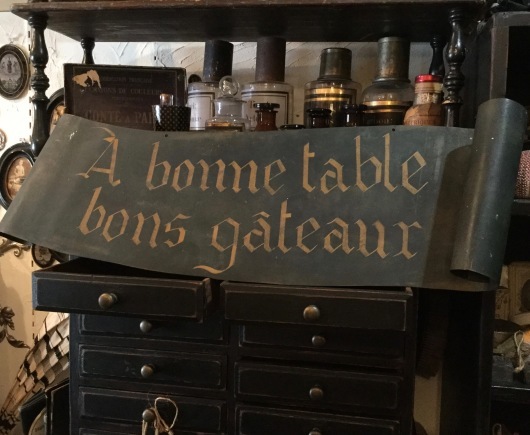 A bonne table
bons gâteaux